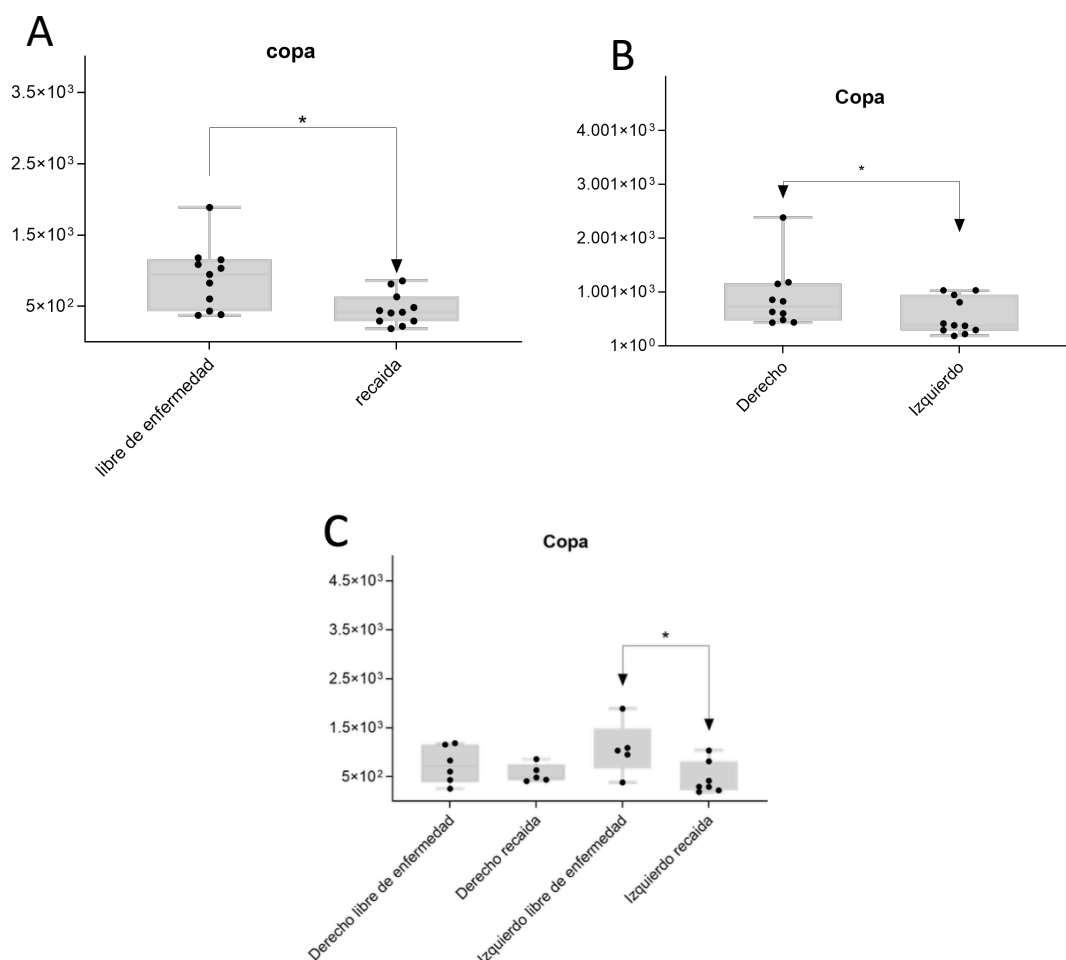 A
copa
3.5×10³
2.5×10³
1.5×10³
5×10²
*
libre de enfermedad
recaida
B
Copa
4.001×10³
3.001×10³
2.001×10³
1.001×10³
1×10⁰
*
Derecho
Izquierdo
C
Copa
4.5×10³
3.5×10³
2.5×10³
1.5×10³
5×10²
*
Derecho libre de enfermedad
Derecho recaida
Izquierdo libre de enfermedad
Izquierdo recaida